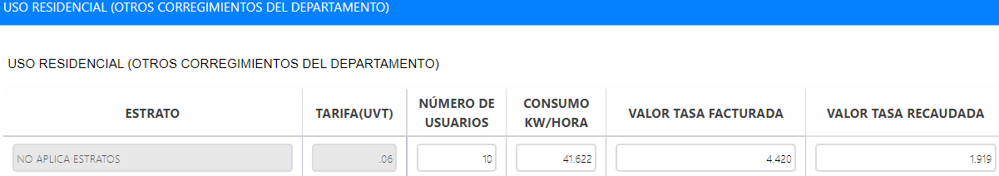 USO RESIDENCIAL (OTROS CORREGIMIENTOS DEL DEPARTAMENTO)
USO RESIDENCIAL (OTROS CORREGIMIENTOS DEL DEPARTAMENTO)
ESTRATO TARIFA(UVT) NÚMERO DE USUARIOS CONSUMO KW/HORA VALOR TASA FACTURADA VALOR TASA RECAUDADA
NO APLICA ESTRATOS .06 10 41.622 4.420 1.919